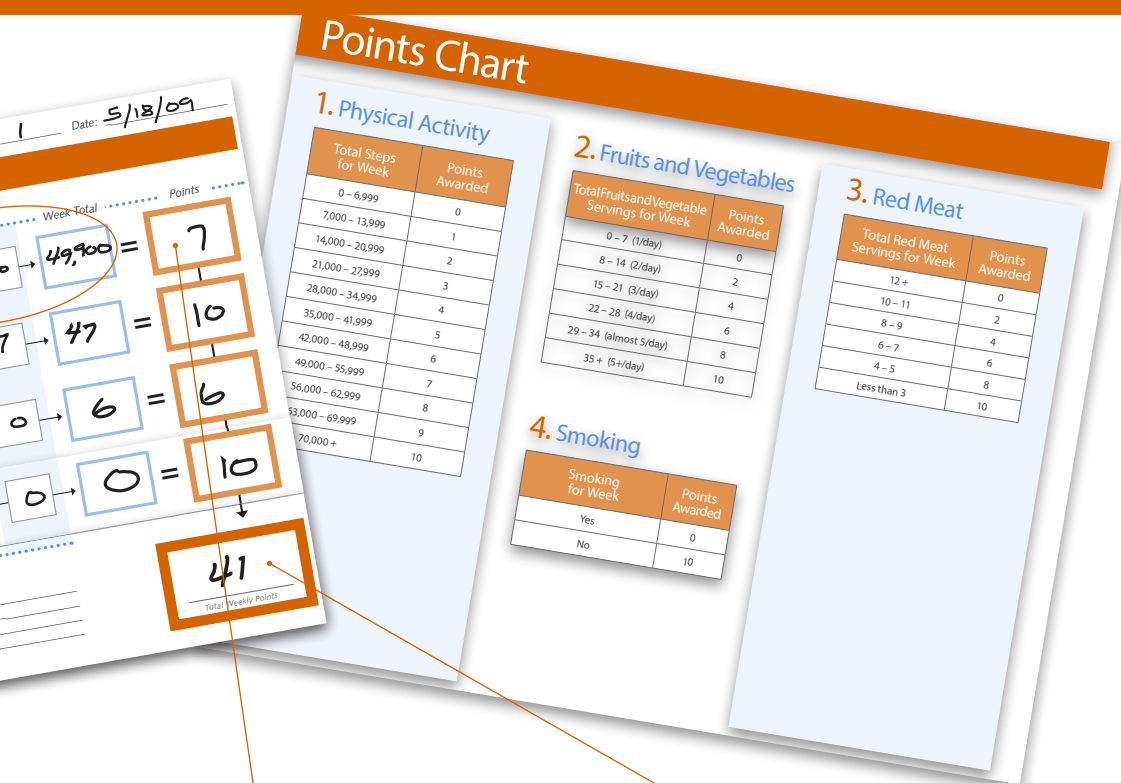 Points Chart
1
Date: 5/18/09
Week Total
Points
49,900 = 7
7
47 = 10
0
6 = 6
0
0 = 10
41
Total Weekly Points
1. Physical Activity
Total Steps for Week
Points Awarded
0 – 6,999 0
7,000 – 13,999 1
14,000 – 20,999 2
21,000 – 27,999 3
28,000 – 34,999 4
35,000 – 41,999 5
42,000 – 48,999 6
49,000 – 55,999 7
56,000 – 62,999 8
63,000 – 69,999 9
70,000 + 10
2. Fruits and Vegetables
Total Fruits and Vegetable
Servings for Week
Points
Awarded
0 – 7 (1/day) 0
8 – 14 (2/day) 2
15 – 21 (3/day) 4
22 – 28 (4/day) 6
29 – 34 (almost 5/day) 8
35 + (5+/day) 10
4. Smoking
Smoking
for Week
Points
Awarded
Yes 0
No 10
3. Red Meat
Total Red Meat
Servings for Week
Points
Awarded
12 + 0
10 – 11 2
8 – 9 4
6 – 7 6
4 – 5 8
Less than 3 10